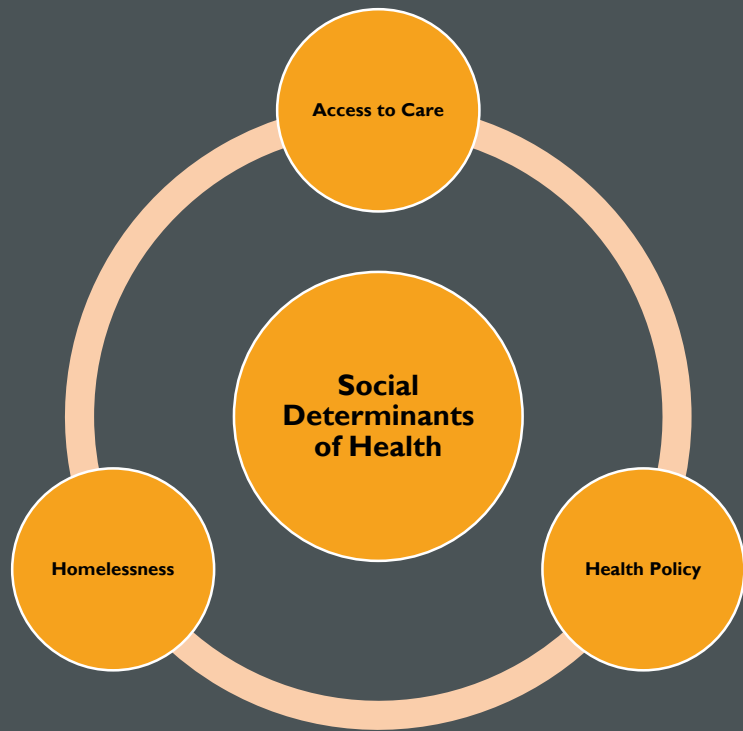 Access to Care
Social
Determinants
of Health
Homelessness
Health Policy